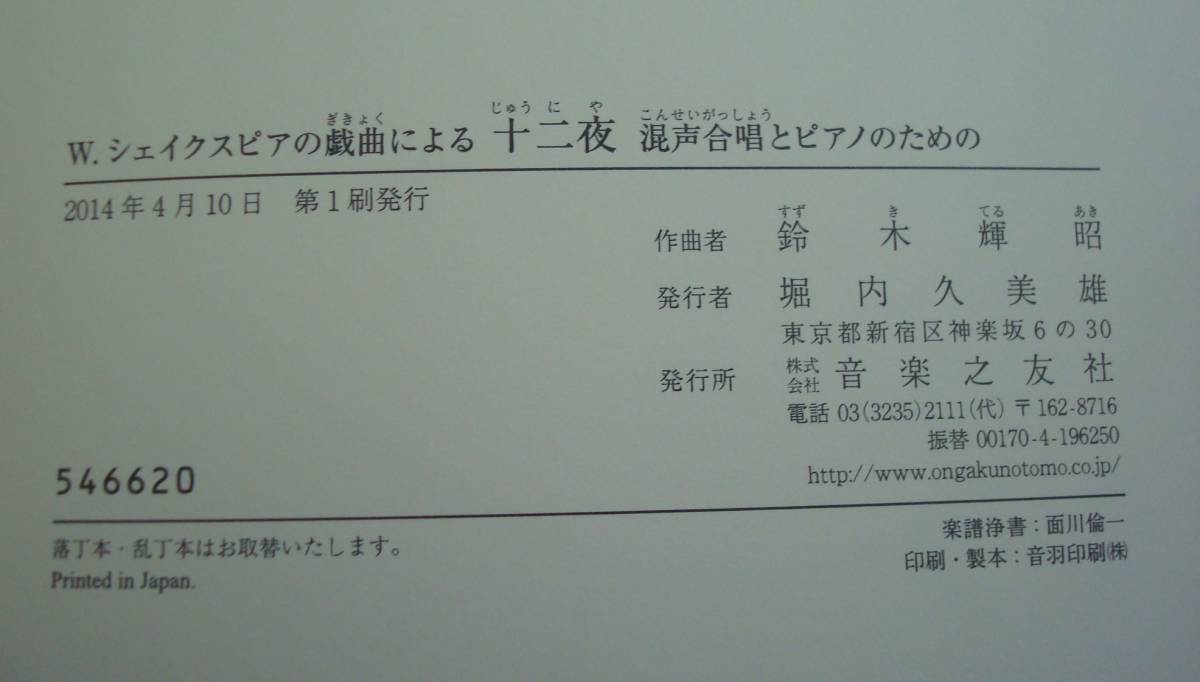 W. シェイクスピアの戯曲による 十二夜 混声合唱とピアノのための
ぎきょく じゅう に や こんせいがっしょう
2014年4月10日 第1刷発行
すず き てる あき
作曲者 鈴木輝昭
発行者 堀内久美雄
東京都新宿区神楽坂6の30
発行所 株式会社 音楽之友社
電話 03(3235)2111(代) 〒162-8716
振替 00170-4-196250
http://www.ongakunotomo.co.jp/
546620
楽譜浄書:面川倫一
落丁本・乱丁本はお取替いたします。
印刷・製本:音羽印刷㈱
Printed in Japan.